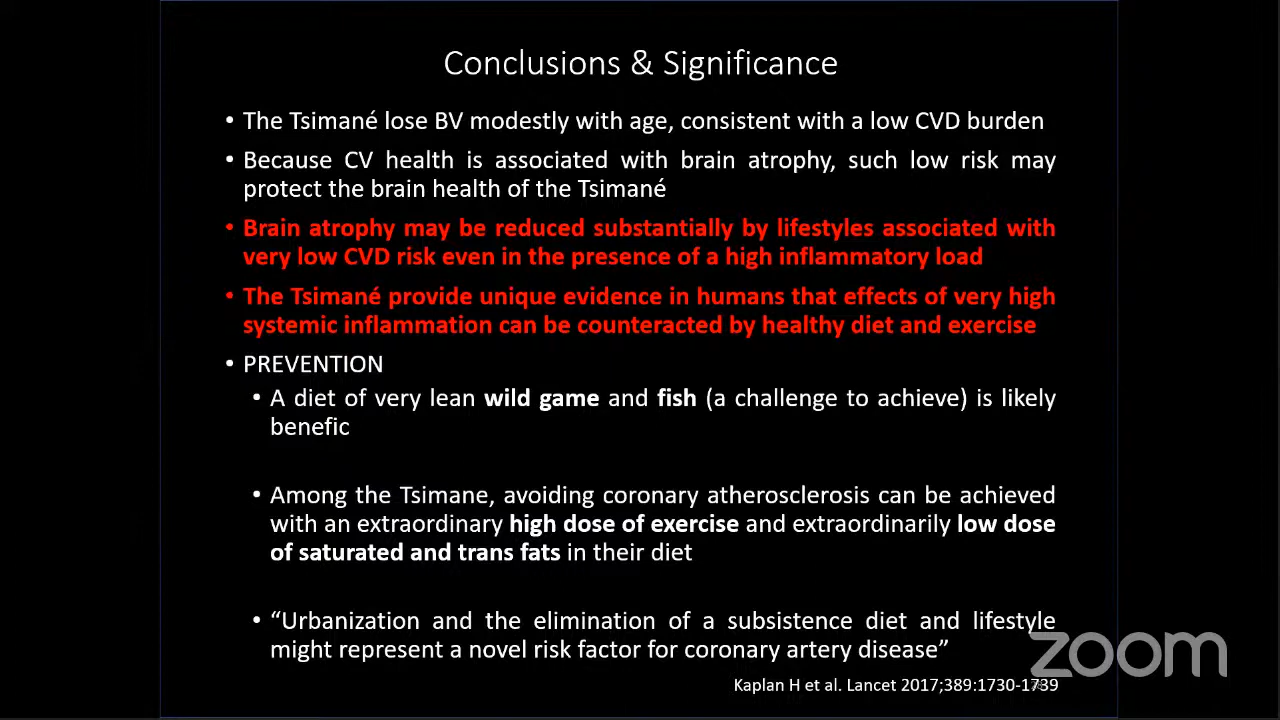 Conclusions & Significance
• The Tsimané lose BV modestly with age, consistent with a low CVD burden
• Because CV health is associated with brain atrophy, such low risk may
protect the brain health of the Tsimané
• Brain atrophy may be reduced substantially by lifestyles associated with
very low CVD risk even in the presence of a high inflammatory load
• The Tsimané provide unique evidence in humans that effects of very high
systemic inflammation can be counteracted by healthy diet and exercise
• PREVENTION
• A diet of very lean wild game and fish (a challenge to achieve) is likely
benefic
• Among the Tsimane, avoiding coronary atherosclerosis can be achieved
with an extraordinary high dose of exercise and extraordinarily low dose
of saturated and trans fats in their diet
• “Urbanization and the elimination of a subsistence diet and lifestyle
might represent a novel risk factor for coronary artery disease”
zoom
Kaplan H et al. Lancet 2017;389:1730-1739